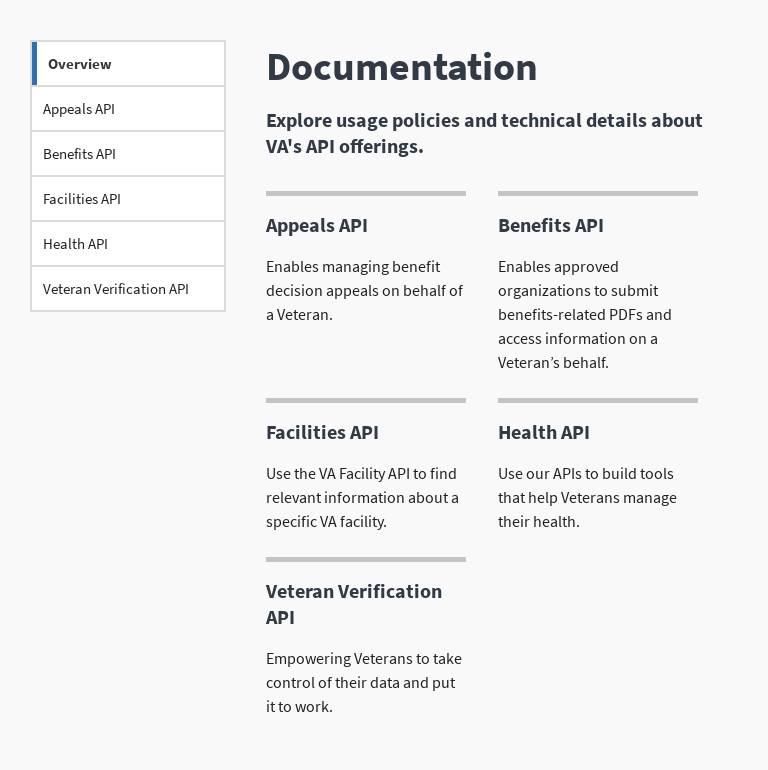 Overview
Appeals API
Benefits API
Facilities API
Health API
Veteran Verification API
Documentation
Explore usage policies and technical details about
VA's API offerings.
Appeals API
Enables managing benefit
decision appeals on behalf of
a Veteran.
Benefits API
Enables approved
organizations to submit
benefits-related PDFs and
access information on a
Veteran’s behalf.
Facilities API
Use the VA Facility API to find
relevant information about a
specific VA facility.
Health API
Use our APIs to build tools
that help Veterans manage
their health.
Veteran Verification
API
Empowering Veterans to take
control of their data and put
it to work.